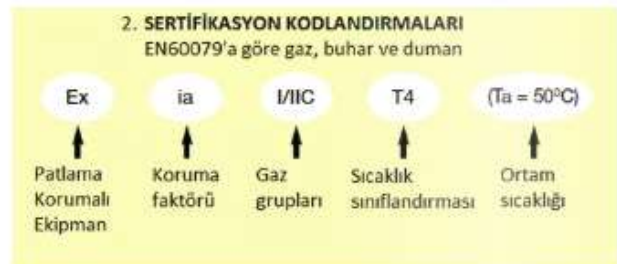 2. SERTİFİKASYON KODLANDIRMALARI
EN60079'a göre gaz, buhar ve duman
Ex ia I/IIC T4 (Ta = 50⁰C)
Patlama Korumalı Ekipman
Koruma faktörü
Gaz grupları
Sıcaklık sınıflandırması
Ortam sıcaklığı